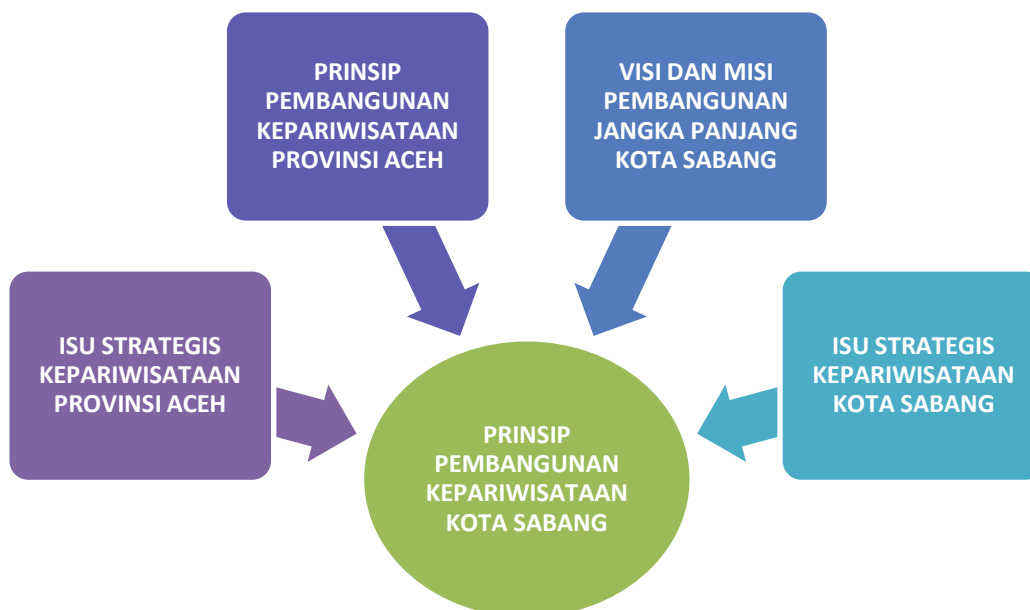 PRINSIP
PEMBANGUNAN
KEPARIWISATAAN
PROVINSI ACEH
VISI DAN MISI
PEMBANGUNAN
JANGKA PANJANG
KOTA SABANG
ISU STRATEGIS
KEPARIWISATAAN
PROVINSI ACEH
ISU STRATEGIS
KEPARIWISATAAN
KOTA SABANG
PRINSIP
PEMBANGUNAN
KEPARIWISATAAN
KOTA SABANG